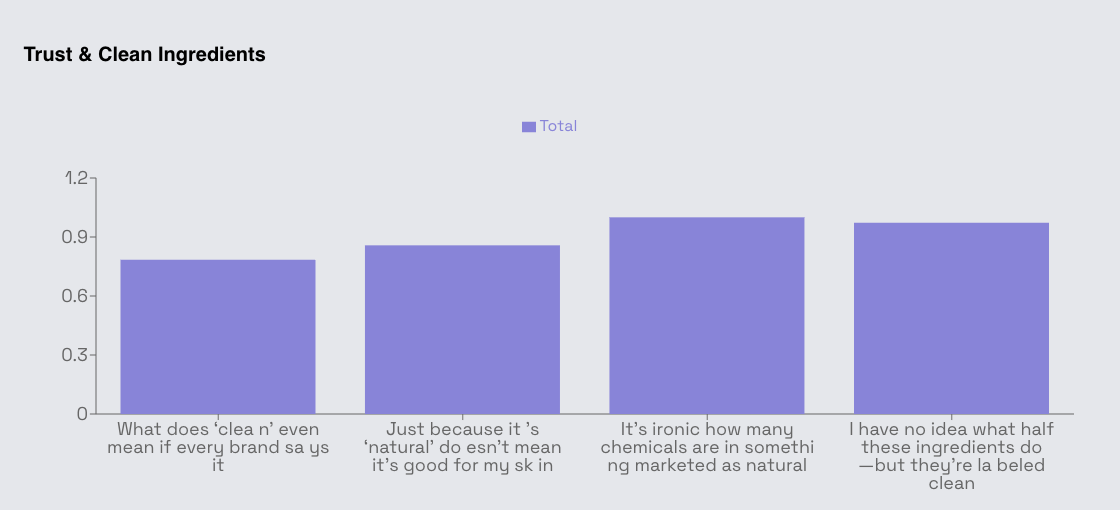 Trust & Clean Ingredients
Total
1.2
0.9
0.6
0.3
0
What does ‘clea n’ even
mean if every brand sa ys
it
Just because it ’s
‘natural’ do esn’t mean
it’s good for my sk in
It’s ironic how many
chemicals are in somethi
ng marketed as natural
I have no idea what half
these ingredients do
—but they’re la beled
clean